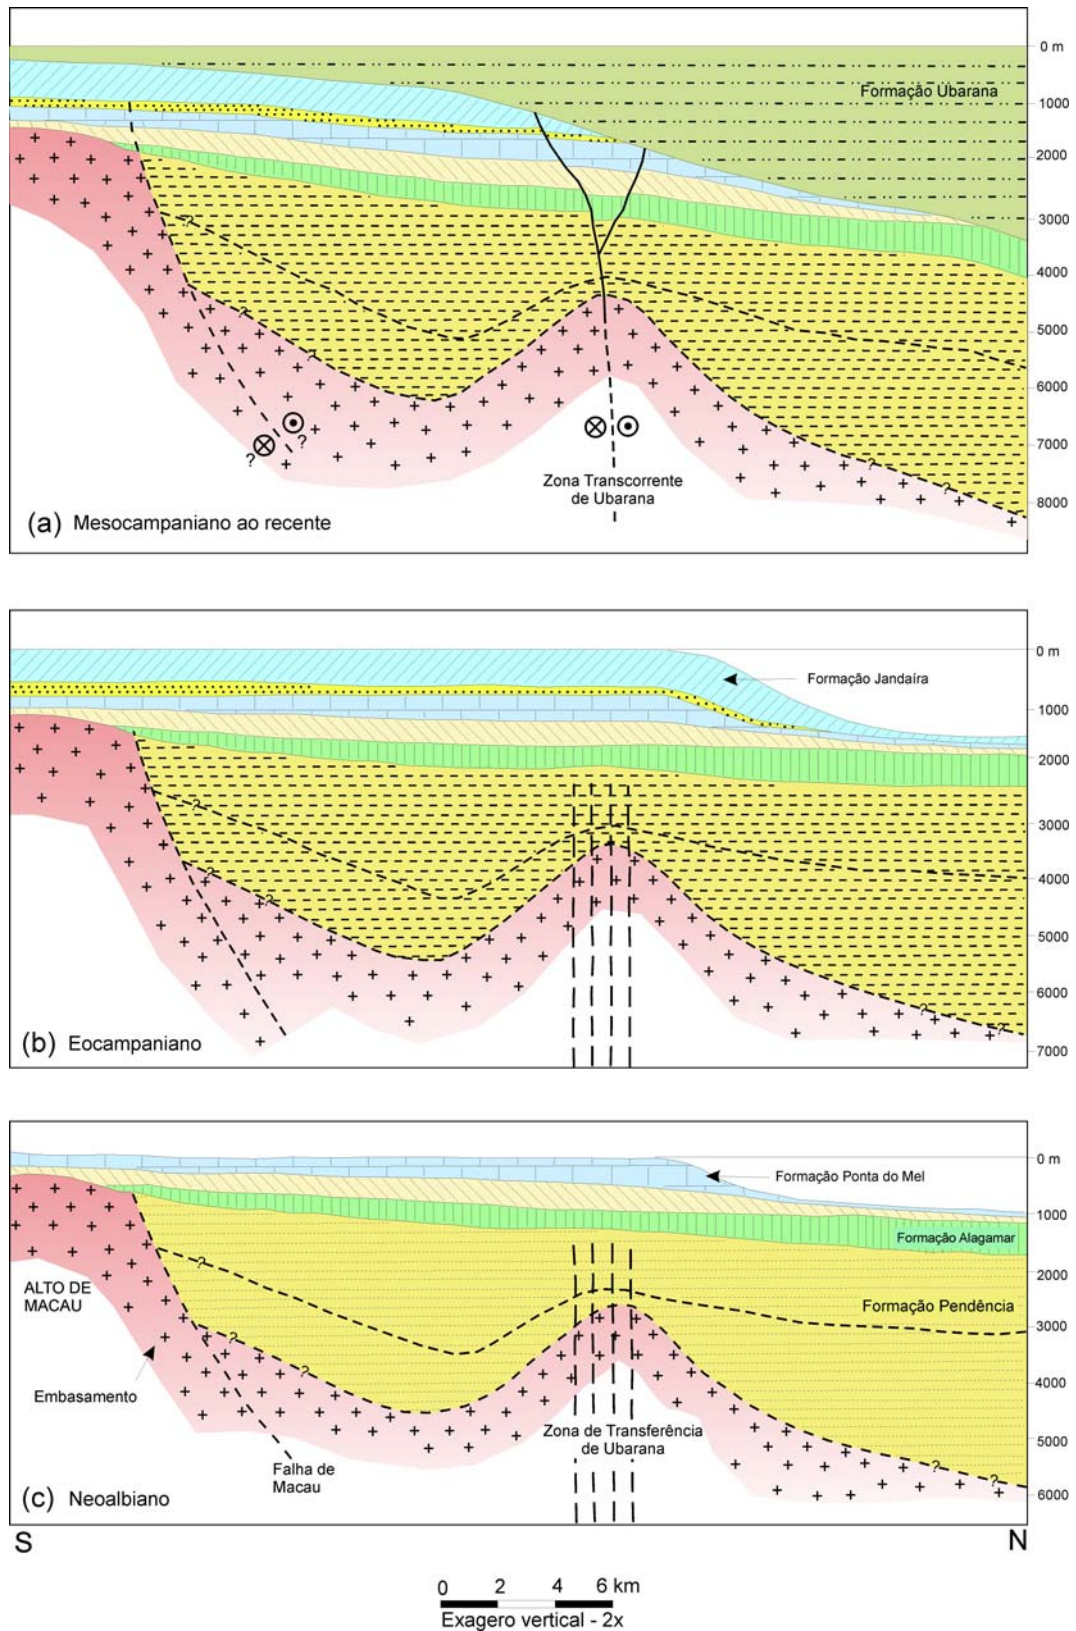 0 m
Formação Ubarana
1000
2000
?
3000
4000
?
5000
?
6000
?
?
7000
?
Zona Transcorrente
de Ubarana
?
8000
(a) Mesocampaniano ao recente
0 m
Formação Jandaíra
1000
2000
?
3000
?
4000
?
5000
?
6000
?
(b) Eocampaniano
7000
0 m
Formação Ponta do Mel
1000
Formação Alagamar
?
2000
ALTO DE
MACAU
Formação Pendência
3000
?
?
Embasamento
4000
Zona de Transferência
de Ubarana
5000
?
Falha de
Macau
?
(c) Neoalbiano
6000
S
N
0 2 4 6 km
Exagero vertical - 2x